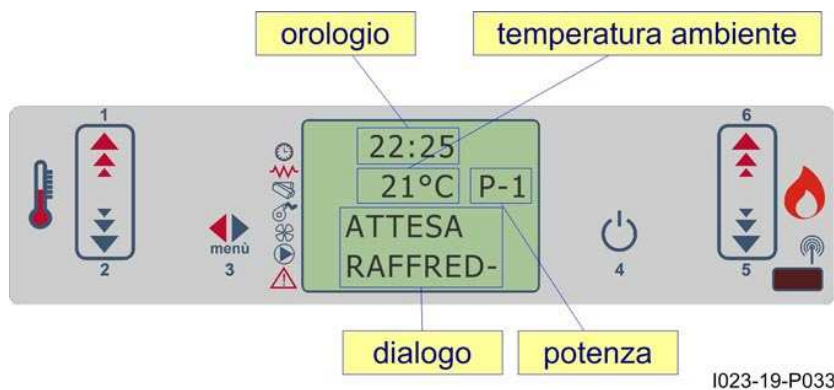 orologio
temperatura ambiente
1
6
22:25
21°C
P-1
ATTESA
RAFFRED-
menù
2
3
4
5
dialogo
potenza
I023-19-P033